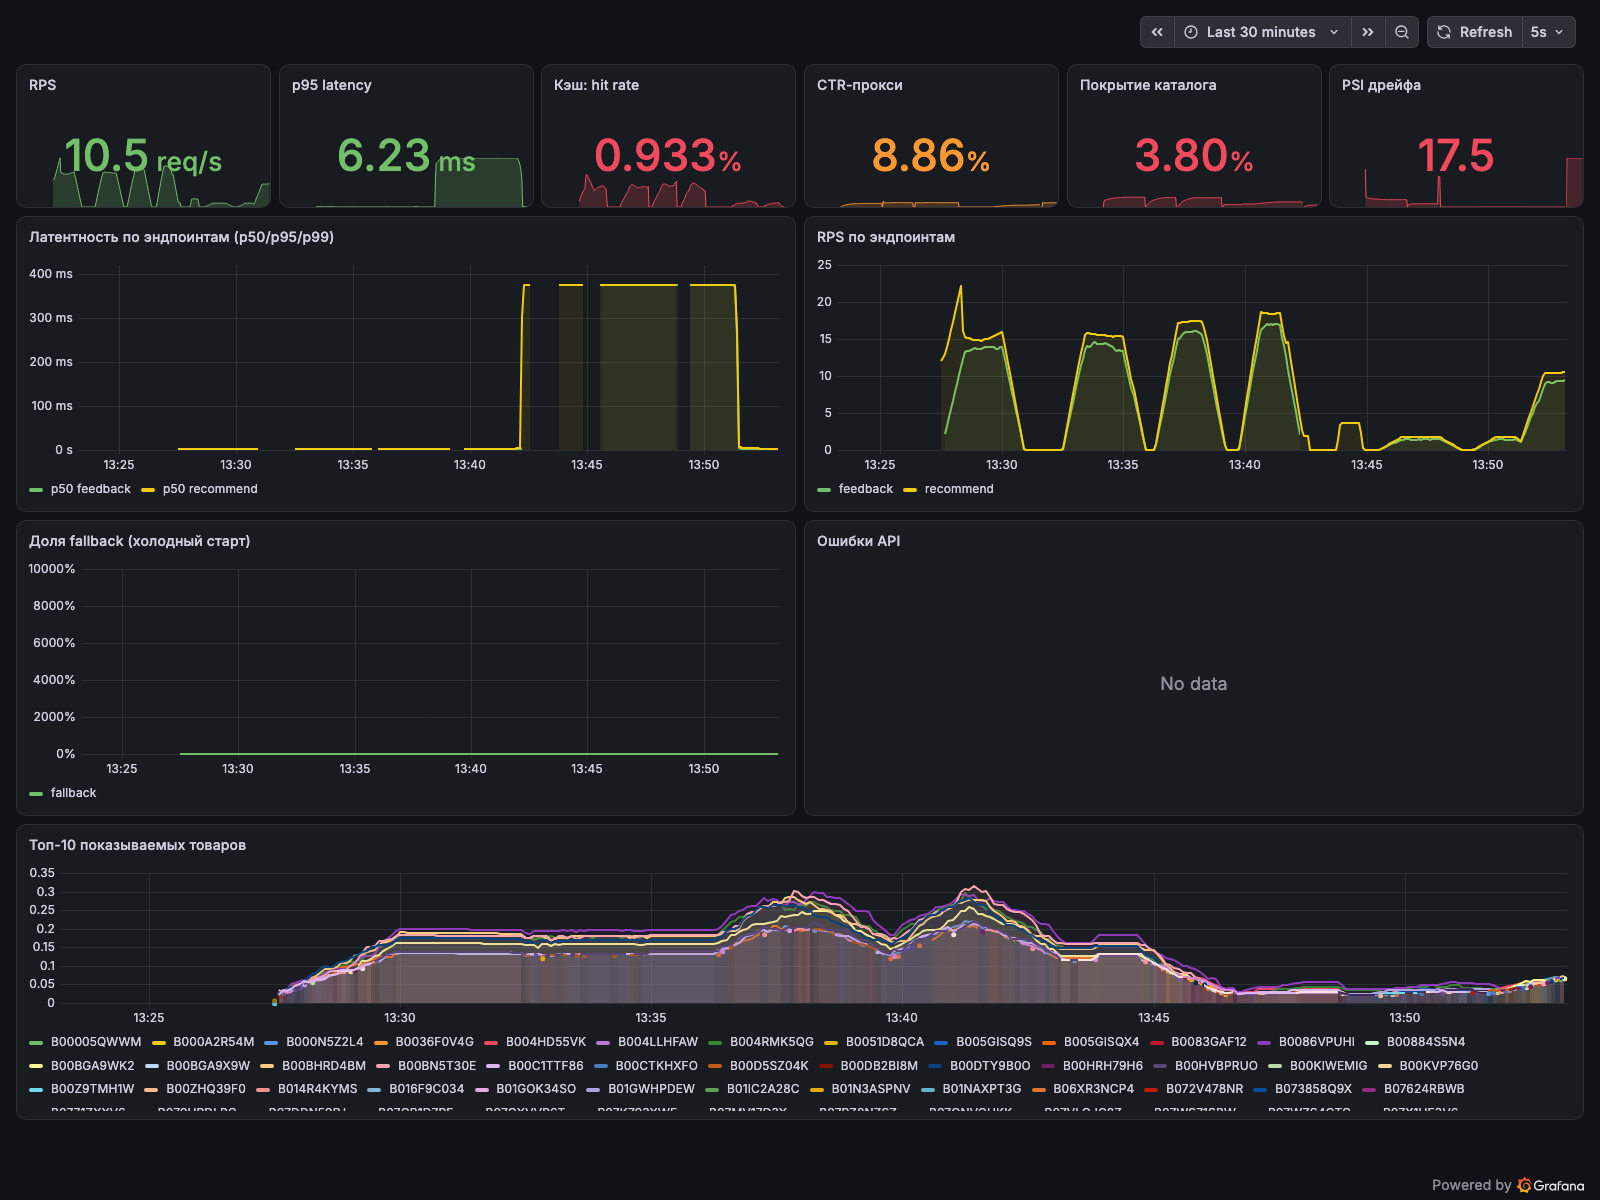 Last 30 minutes
Refresh
5s
RPS
10.5 req/s
p95 latency
6.23 ms
Кэш: hit rate
0.933%
CTR-прокси
8.86%
Покрытие каталога
3.80%
PSI дрейфа
17.5
Латентность по эндпоинтам (p50/p95/p99)
400 ms
300 ms
200 ms
100 ms
0 s
13:25 13:30 13:35 13:40 13:45 13:50
p50 feedback p50 recommend
RPS по эндпоинтам
25
20
15
10
5
0
13:25 13:30 13:35 13:40 13:45 13:50
feedback recommend
Доля fallback (холодный старт)
10000%
8000%
6000%
4000%
2000%
0%
13:25 13:30 13:35 13:40 13:45 13:50
fallback
Ошибки API
No data
Топ-10 показываемых товаров
0.35
0.3
0.25
0.2
0.15
0.1
0.05
0
13:25 13:30 13:35 13:40 13:45 13:50
B00005QWWM B000A2R54M B000N5Z2L4 B0036F0V4G B004HD55VK B004LLHFAW B004RMK5QG B0051D8QCA B005GISQ9S B005GISQX4 B0083GAF12 B0086VPUHI B00884S5N4
B00BGA9WK2 B00BGA9X9W B00BHRD4BM B00BN5T30E B00C1TTF86 B00CTKHXFO B00D5SZ04K B00DB2BI8M B00DTY9B0O B00HRH79H6 B00HVBPRUO B00KIWEMIG B00KVP76G0
B00Z9TMH1W B00ZHQ39F0 B014R4KYMS B016F9C034 B01GOK34SO B01GWHPDEW B01IC2A28C B01N3ASPNV B01NAXPT3G B06XR3NCP4 B072V478NR B073858Q9X B07624RBWB
Powered by Grafana